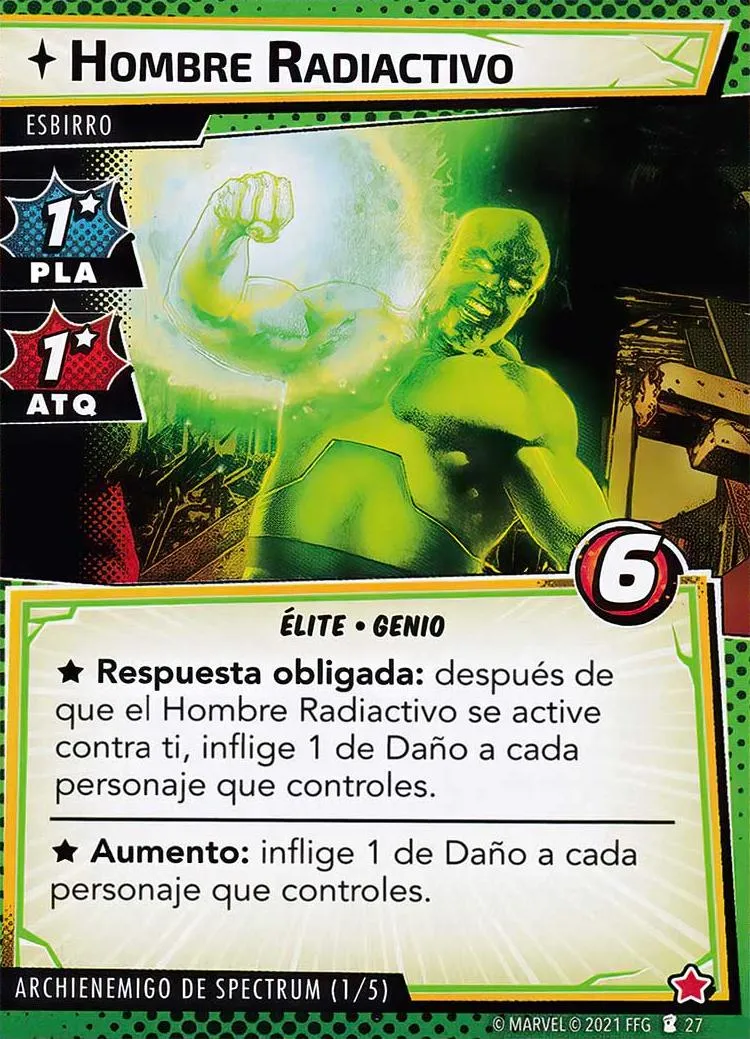 HOMBRE RADIACTIVO
ESBIRRO
1
PLA
1
ATQ
6
ÉLITE • GENIO
★ Respuesta obligada: después de
que el Hombre Radiactivo se active
contra ti, inflige 1 de Daño a cada
personaje que controles.
★ Aumento: inflige 1 de Daño a cada
personaje que controles.
ARCHIENEMIGO DE SPECTRUM (1/5)
© MARVEL © 2021 FFG 27